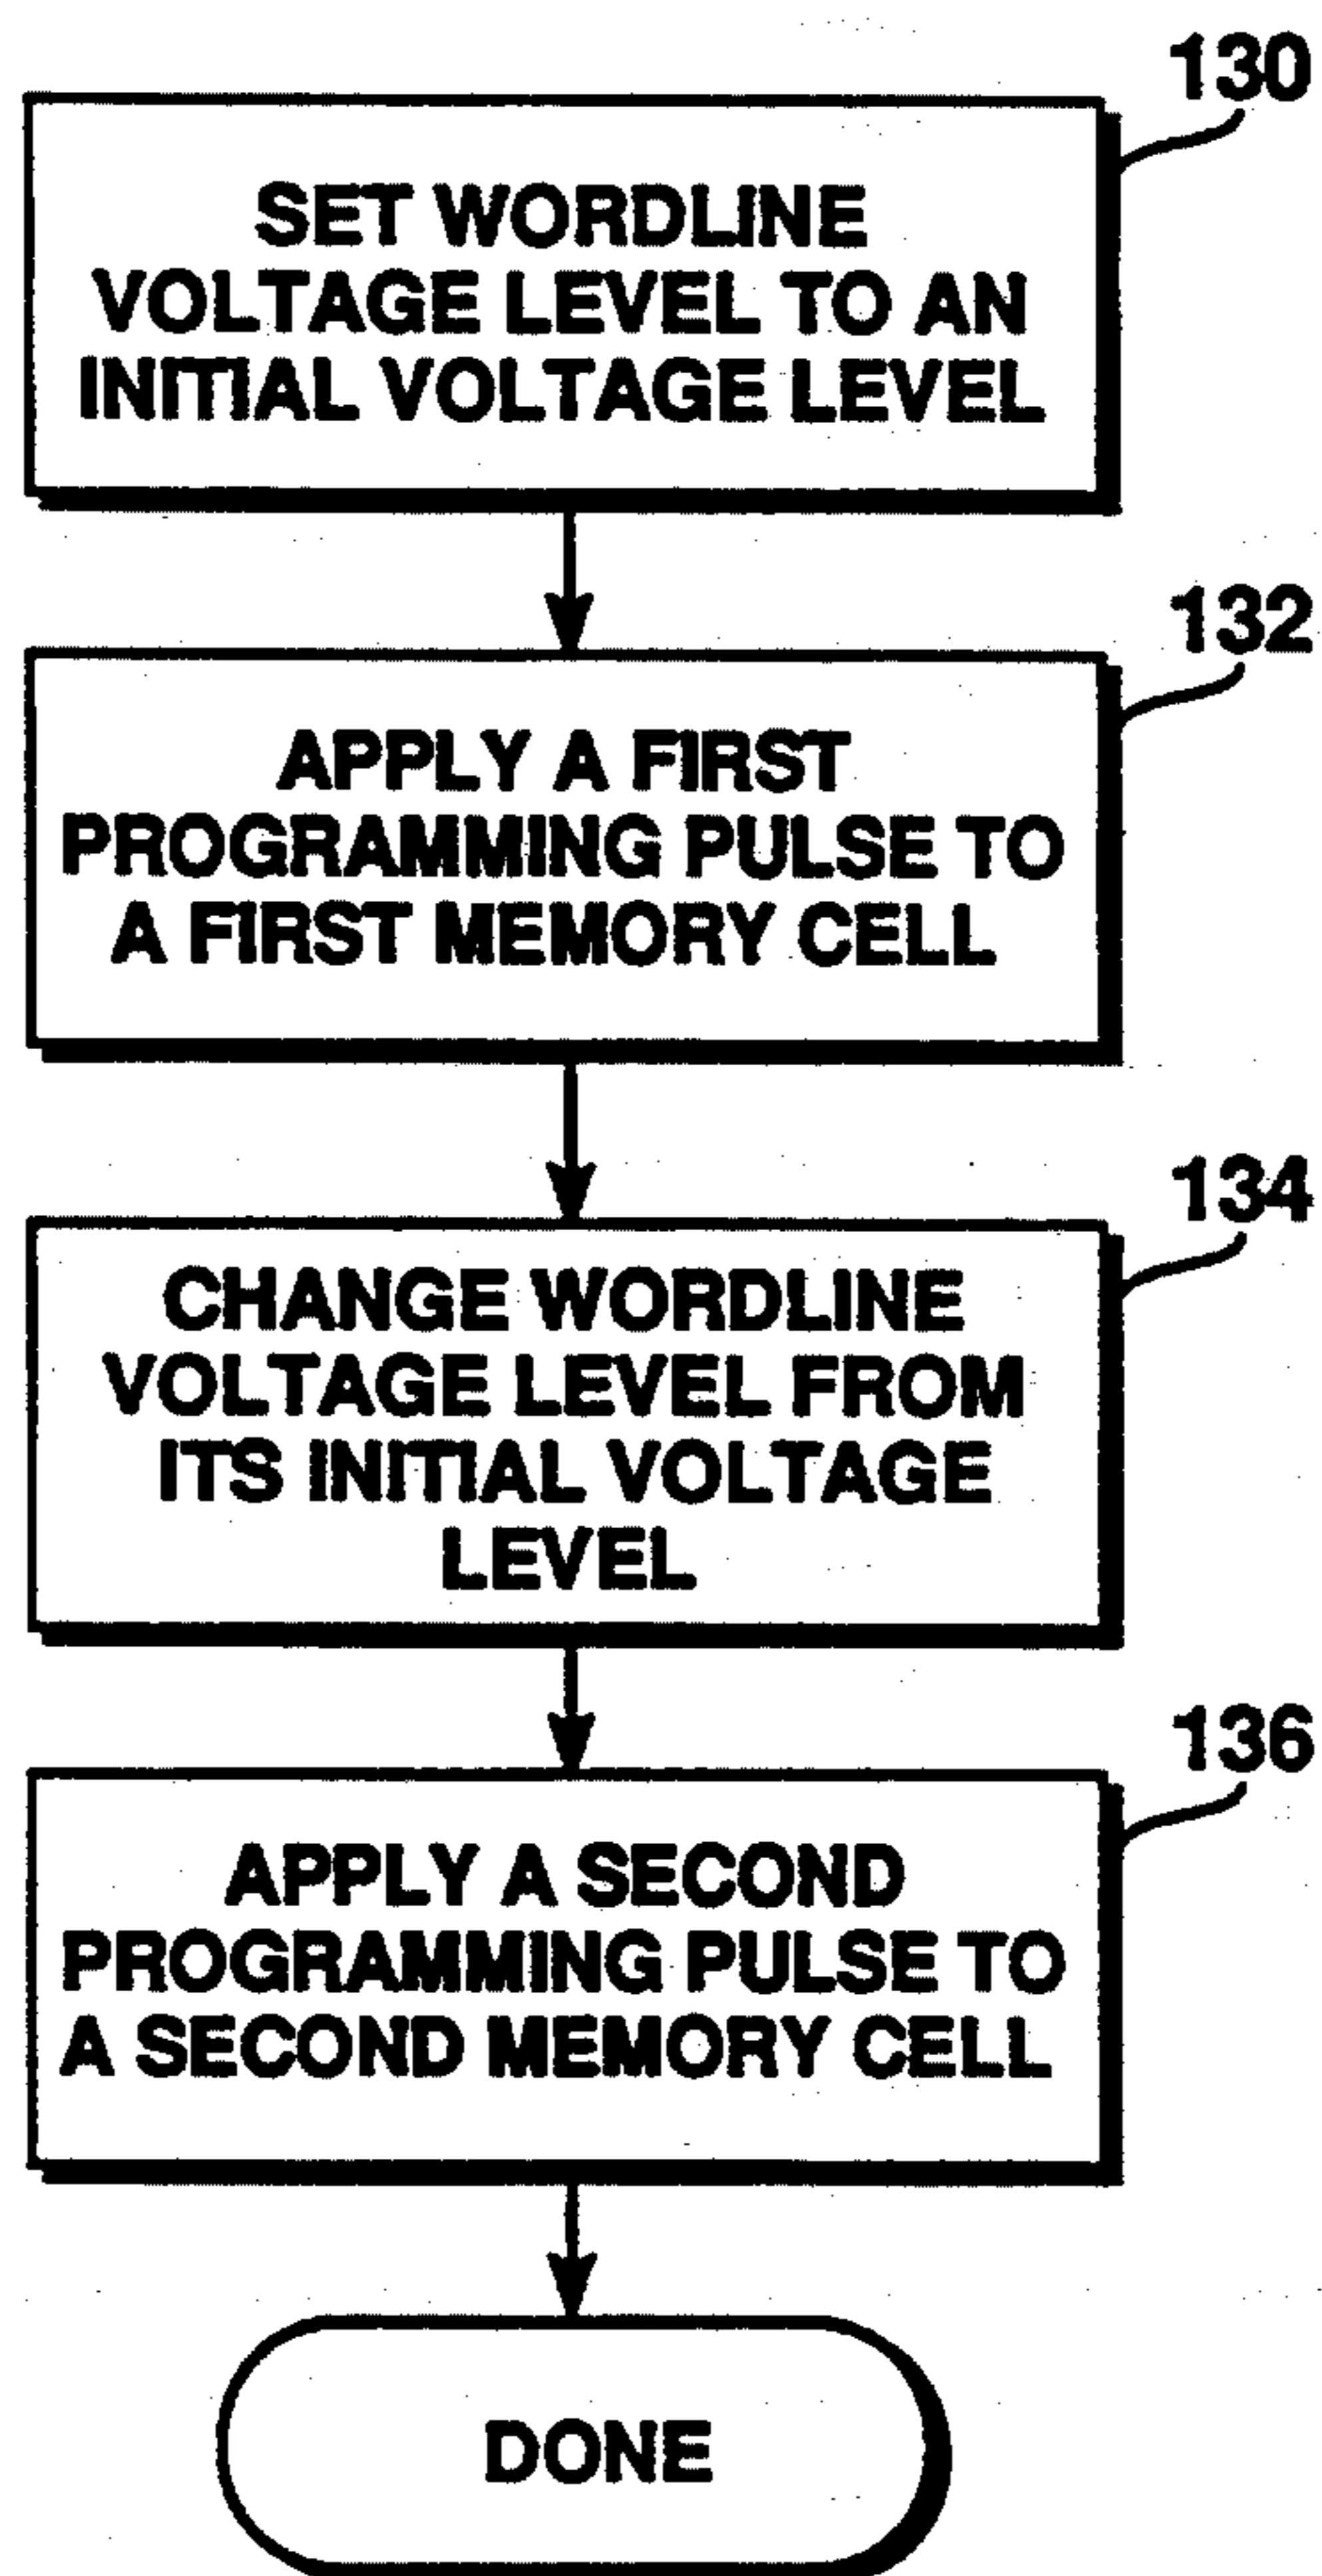 130
SET WORDLINE
VOLTAGE LEVEL TO AN
INITIAL VOLTAGE LEVEL
132
APPLY A FIRST
PROGRAMMING PULSE TO
A FIRST MEMORY CELL
134
CHANGE WORDLINE
VOLTAGE LEVEL FROM
ITS INITIAL VOLTAGE
LEVEL
136
APPLY A SECOND
PROGRAMMING PULSE TO
A SECOND MEMORY CELL
DONE